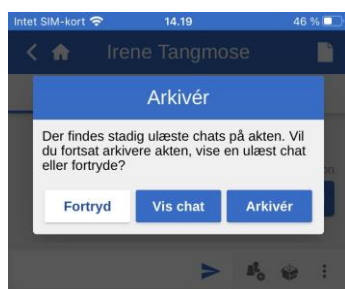 Intet SIM-kort 14.19 46 %
Irene Tangmose
Arkivér
Der findes stadig ulæste chats på akten. Vil
du fortsat arkivere akten, vise en ulæst chat
eller fortryde?
Fortryd Vis chat Arkivér